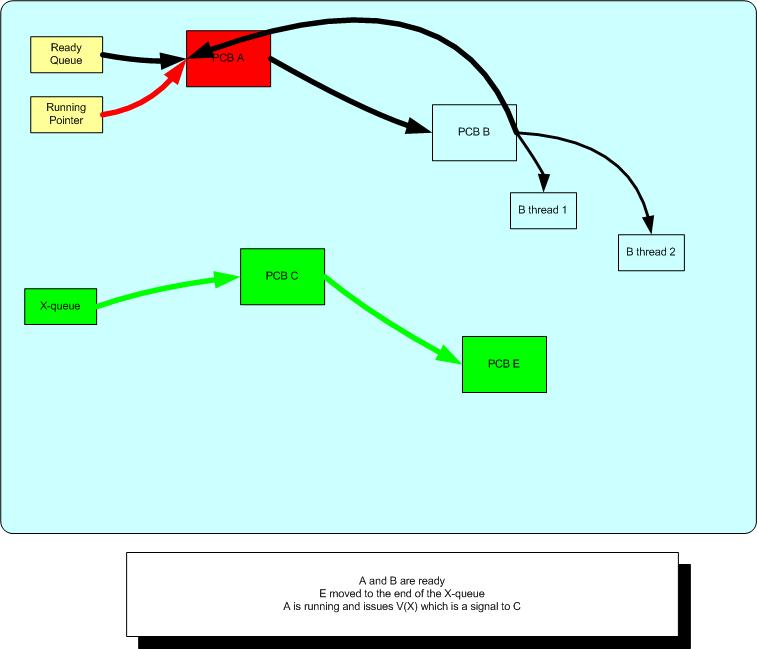 Ready
Queue
PCB A
Running
Pointer
PCB B
B thread 1
B thread 2
PCB C
X-queue
PCB E
A and B are ready
E moved to the end of the X-queue
A is running and issues V(X) which is a signal to C